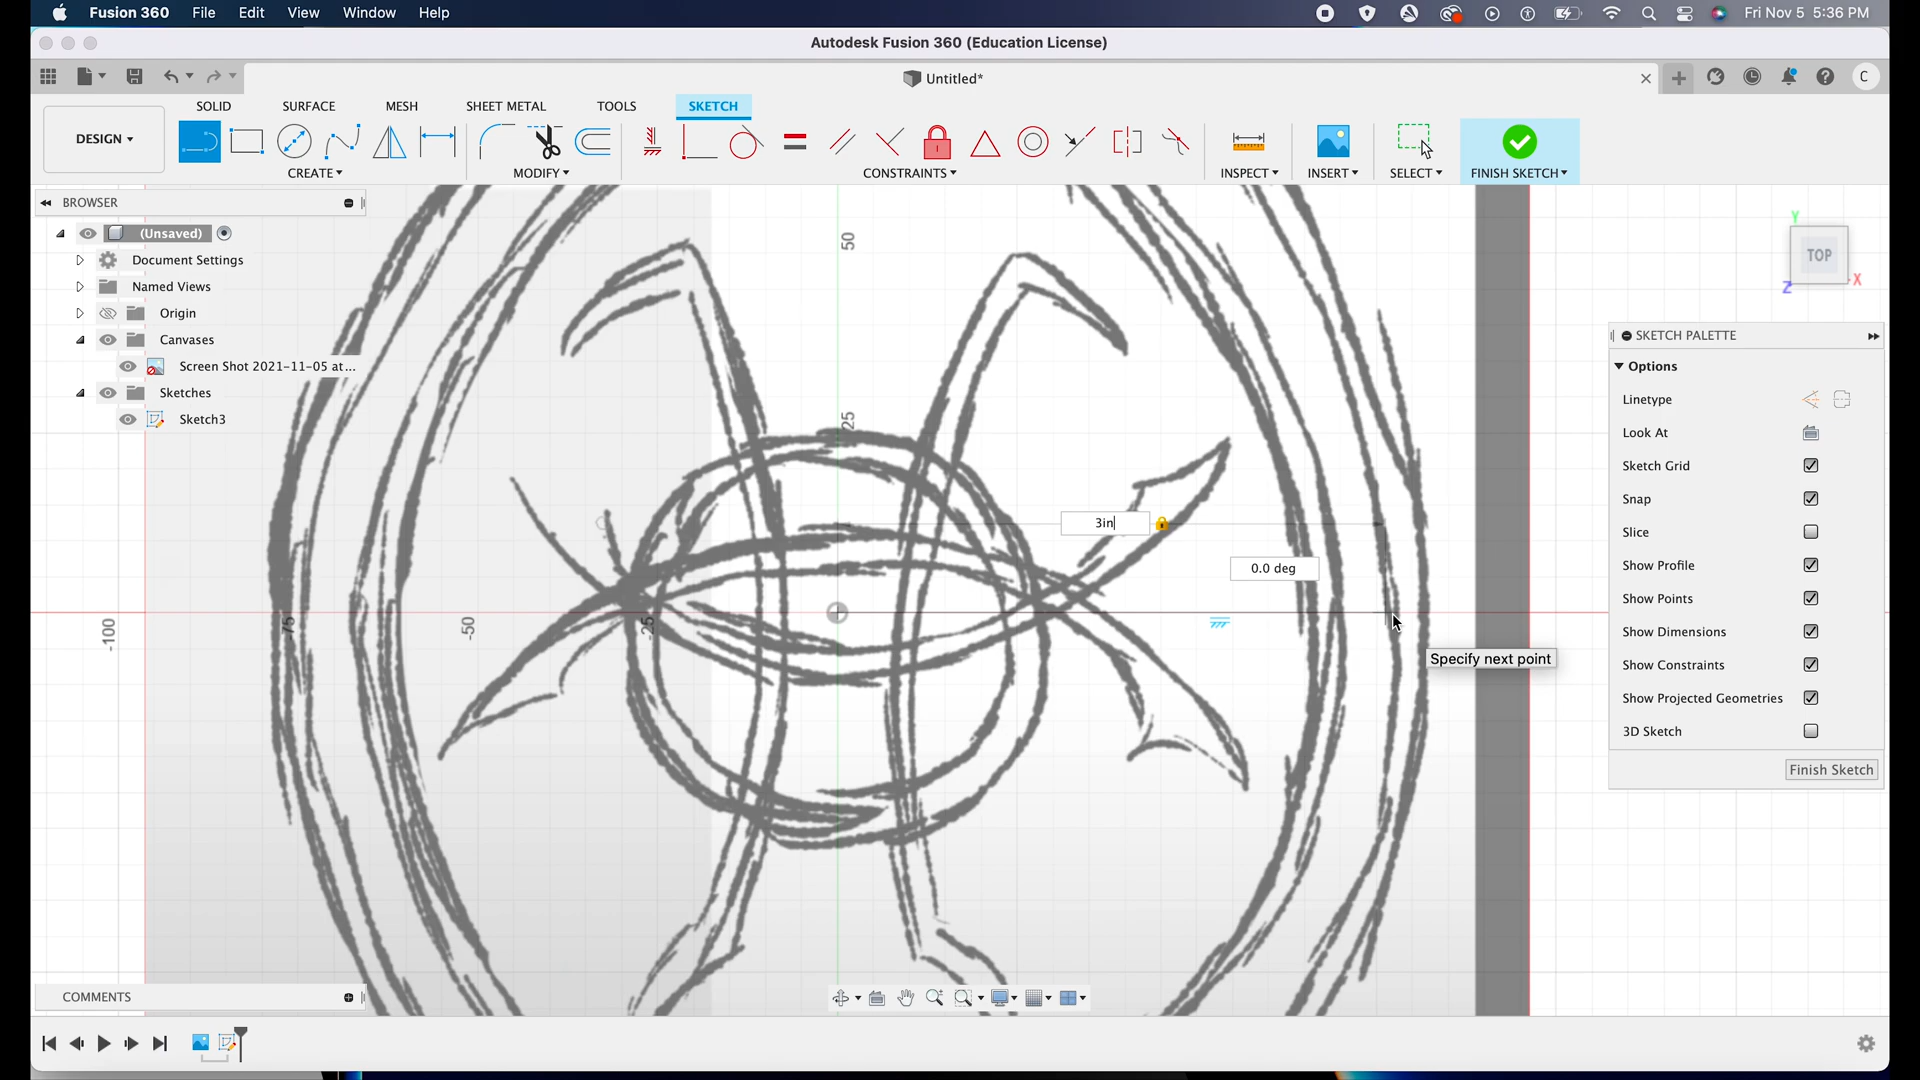 Fusion 360 File Edit View Window Help Fri Nov 5 5:36 PM
Autodesk Fusion 360 (Education License)
Untitled* C
SOLID SURFACE MESH SHEET METAL TOOLS SKETCH
DESIGN
CREATE MODIFY CONSTRAINTS INSPECT INSERT SELECT FINISH SKETCH
BROWSER
(Unsaved)
Document Settings
Named Views
Origin
Canvases
Screen Shot 2021-11-05 at...
Sketches
Sketch3
50
25
-100
-75
-50
-25
3in
0.0 deg
Specify next point
Y
TOP
X
Z
SKETCH PALETTE
Options
Linetype
Look At
Sketch Grid
Snap
Slice
Show Profile
Show Points
Show Dimensions
Show Constraints
Show Projected Geometries
3D Sketch
Finish Sketch
COMMENTS